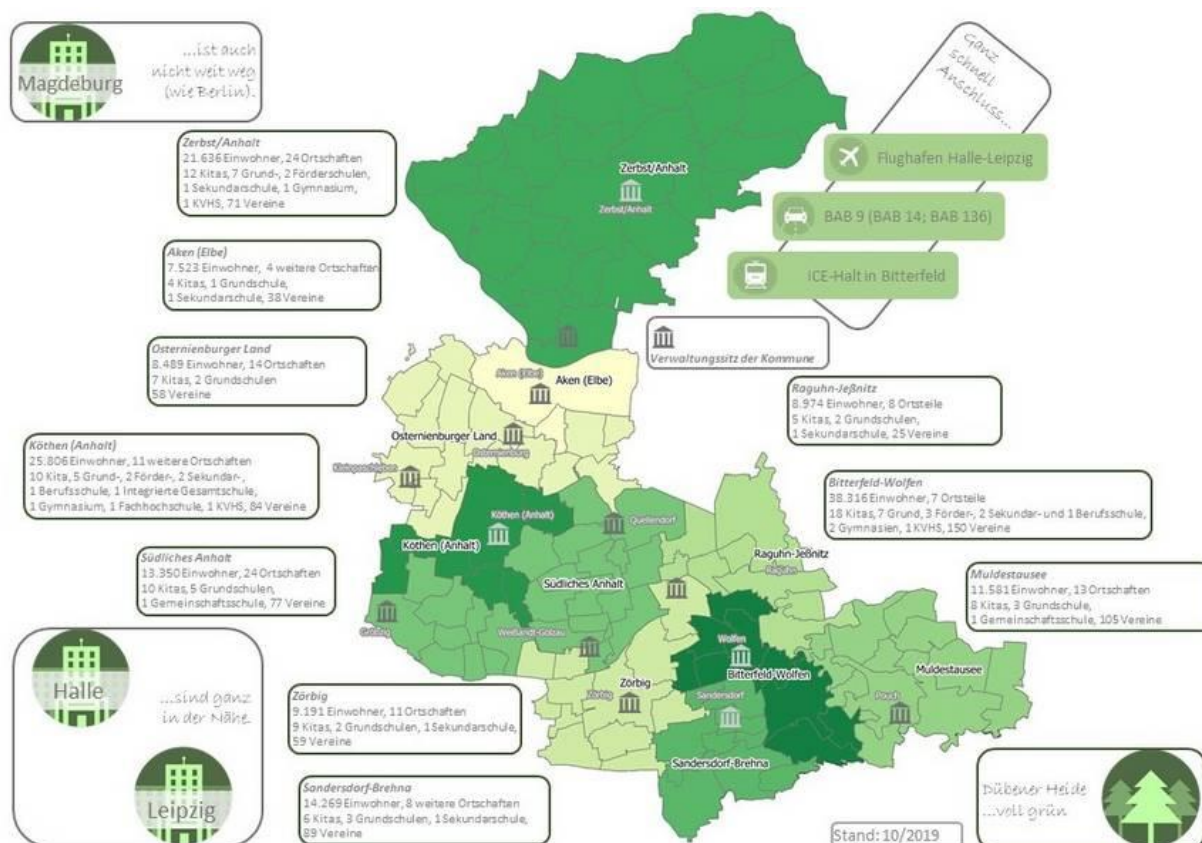 Magdeburg
...ist auch
nicht weit weg
(wie Berlin).
Ganz
schnell
Anschluss...
Flughafen Halle-Leipzig
BAB 9 (BAB 14; BAB 136)
ICE-Halt in Bitterfeld
Zerbst/Anhalt
21.636 Einwohner, 24 Ortschaften
12 Kitas, 7 Grund-, 2 Förderschulen,
1 Sekundarschule, 1 Gymnasium,
1 KVHS, 71 Vereine
Zerbst/Anhalt
Zerbst/Anhalt
Aken (Elbe)
7.523 Einwohner, 4 weitere Ortschaften
4 Kitas, 1 Grundschule,
1 Sekundarschule, 38 Vereine
Verwaltungssitz der Kommune
Osternienburger Land
8.489 Einwohner, 14 Ortschaften
7 Kitas, 2 Grundschulen
58 Vereine
Aken (Elbe)
Aken (Elbe)
Raguhn-Jeßnitz
8.974 Einwohner, 8 Ortsteile
5 Kitas, 2 Grundschulen,
1 Sekundarschule, 25 Vereine
Osternienburger Land
Osternienburg
Köthen (Anhalt)
25.806 Einwohner, 11 weitere Ortschaften
10 Kita, 5 Grund-, 2 Förder-, 2 Sekundar-,
1 Berufsschule, 1 Integrierte Gesamtschule,
1 Gymnasium, 1 Fachhochschule, 1 KVHS, 84 Vereine
Bitterfeld-Wolfen
38.316 Einwohner, 7 Ortsteile
18 Kitas, 7 Grund, 3 Förder-, 2 Sekundar- und 1 Berufsschule,
2 Gymnasien, 1 KVHS, 150 Vereine
Köthen (Anhalt)
Quellendorf
Köthen (Anhalt)
Raguhn-Jeßnitz
Raguhn
Südliches Anhalt
13.350 Einwohner, 24 Ortschaften
10 Kitas, 5 Grundschulen,
1 Gemeinschaftsschule, 77 Vereine
Südliches Anhalt
Muldestausee
11.581 Einwohner, 13 Ortschaften
8 Kitas, 3 Grundschule,
1 Gemeinschaftsschule, 105 Vereine
Gröbzig
Weißandt-Gölzau
Wolfen
Bitterfeld-Wolfen
Muldestausee
Halle
...sind ganz
in der Nähe.
Leipzig
Zörbig
9.191 Einwohner, 11 Ortschaften
9 Kitas, 2 Grundschulen, 1 Sekundarschule,
59 Vereine
Zörbig
Zörbig
Sandersdorf
Pouch
Sandersdorf-Brehna
Sandersdorf-Brehna
14.269 Einwohner, 8 weitere Ortschaften
6 Kitas, 3 Grundschulen, 1 Sekundarschule,
89 Vereine
Dübener Heide
...voll grün
Stand: 10/2019